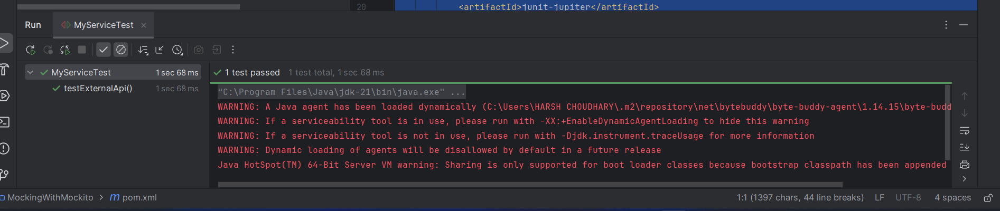 20 <artifactId>junit-jupiter</artifactId>
Run MyServiceTest
MyServiceTest 1 sec 68 ms
testExternalApi() 1 sec 68 ms
1 test passed 1 test total, 1 sec 68 ms
"C:\Program Files\Java\jdk-21\bin\java.exe" ...
WARNING: A Java agent has been loaded dynamically (C:\Users\HARSH CHOUDHARY\.m2\repository\net\bytebuddy\byte-buddy-agent\1.14.15\byte-budd
WARNING: If a serviceability tool is in use, please run with -XX:+EnableDynamicAgentLoading to hide this warning
WARNING: If a serviceability tool is not in use, please run with -Djdk.instrument.traceUsage for more information
WARNING: Dynamic loading of agents will be disallowed by default in a future release
Java HotSpot(TM) 64-Bit Server VM warning: Sharing is only supported for boot loader classes because bootstrap classpath has been appended
MockingWithMockito > m pom.xml 1:1 (1397 chars, 44 line breaks) LF UTF-8 4 spaces